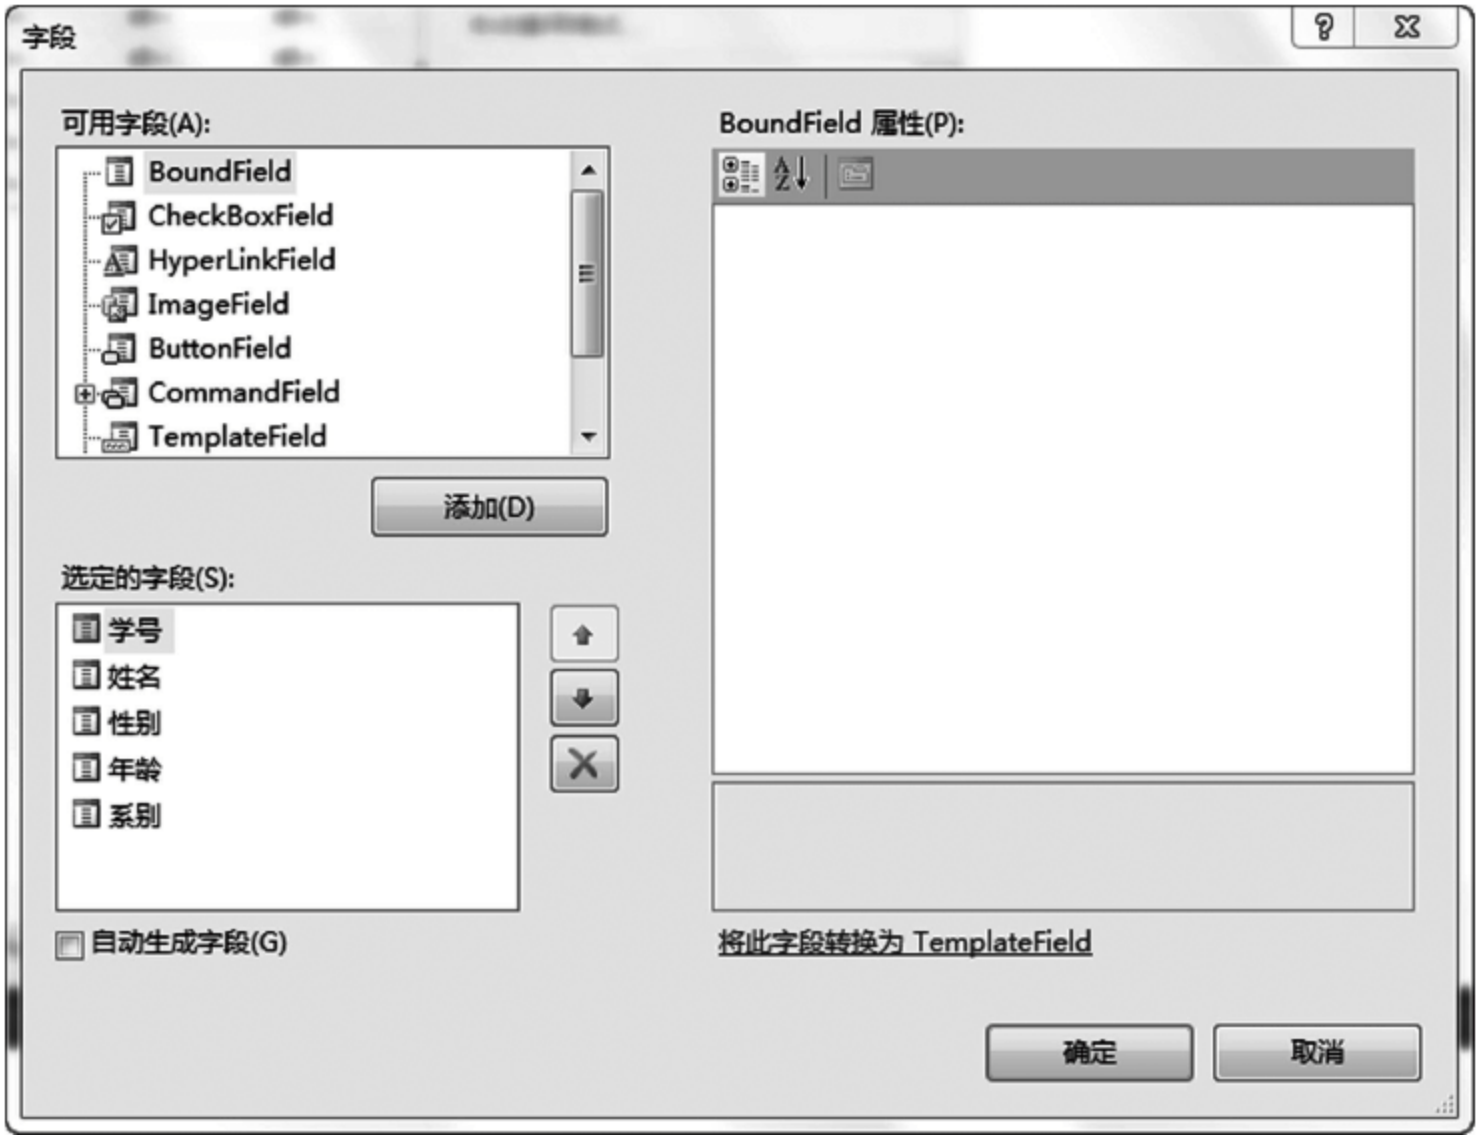 字段
可用字段(A):
BoundField
CheckBoxField
HyperLinkField
ImageField
ButtonField
CommandField
TemplateField
添加(D)
选定的字段(S):
学号
姓名
性别
年龄
系别
自动生成字段(G)
BoundField 属性(P):
将此字段转换为 TemplateField
确定
取消